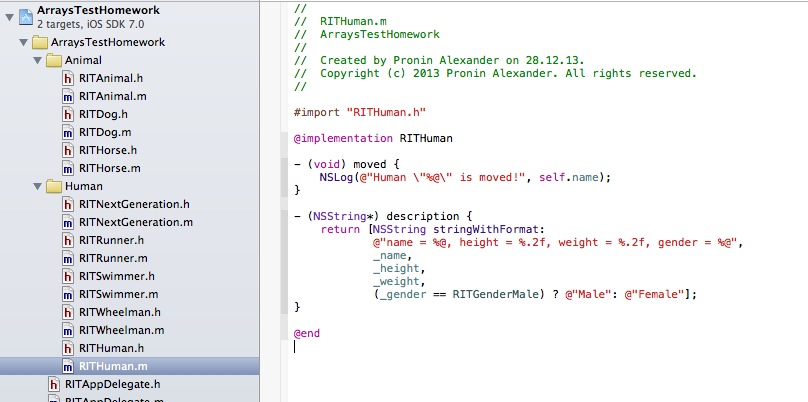 ArraysTestHomework
2 targets, iOS SDK 7.0
ArraysTestHomework
Animal
h RITAnimal.h
m RITAnimal.m
h RITDog.h
m RITDog.m
h RITHorse.h
m RITHorse.m
Human
h RITNextGeneration.h
m RITNextGeneration.m
h RITRunner.h
m RITRunner.m
h RITSwimmer.h
m RITSwimmer.m
h RITWheelman.h
m RITWheelman.m
h RITHuman.h
m RITHuman.m
h RITAppDelegate.h
m RITAppDelegate.m
//
//  RITHuman.m
//  ArraysTestHomework
//
//  Created by Pronin Alexander on 28.12.13.
//  Copyright (c) 2013 Pronin Alexander. All rights reserved.
//
#import "RITHuman.h"
@implementation RITHuman
- (void) moved {
    NSLog(@"Human \"%@\" is moved!", self.name);
}
- (NSString*) description {
    return [NSString stringWithFormat:
            @"name = %@, height = %.2f, weight = %.2f, gender = %@",
            _name,
            _height,
            _weight,
            (_gender == RITGenderMale) ? @"Male": @"Female"];
}
@end